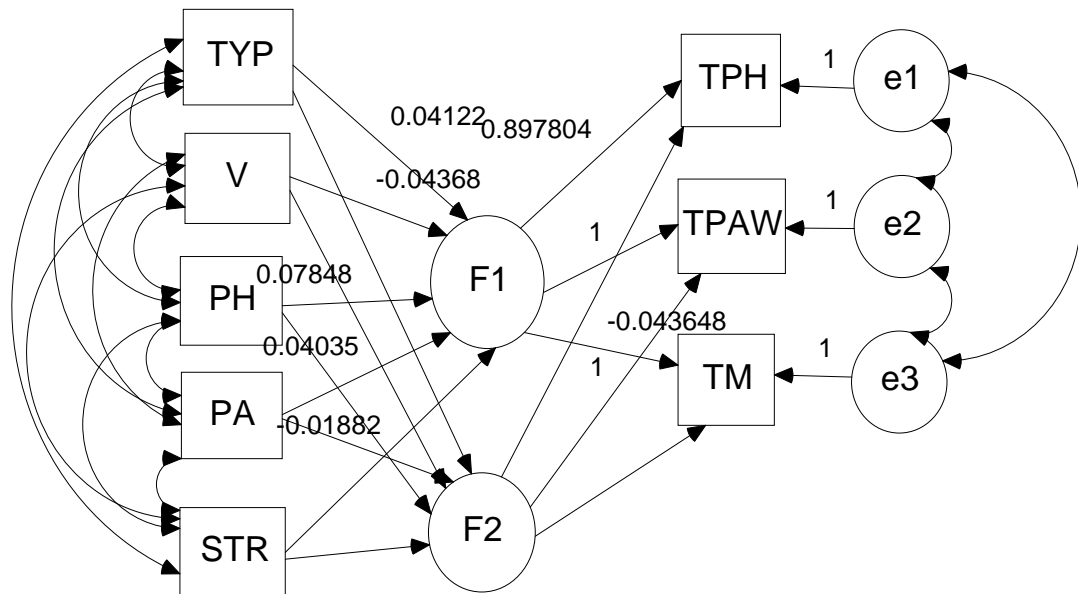 TYP
V
PH
PA
STR
0.04122
-0.04368
0.07848
0.04035
-0.01882
F1
F2
0.897804
1
-0.043648
1
TPH
TPAW
TM
1
1
1
e1
e2
e3